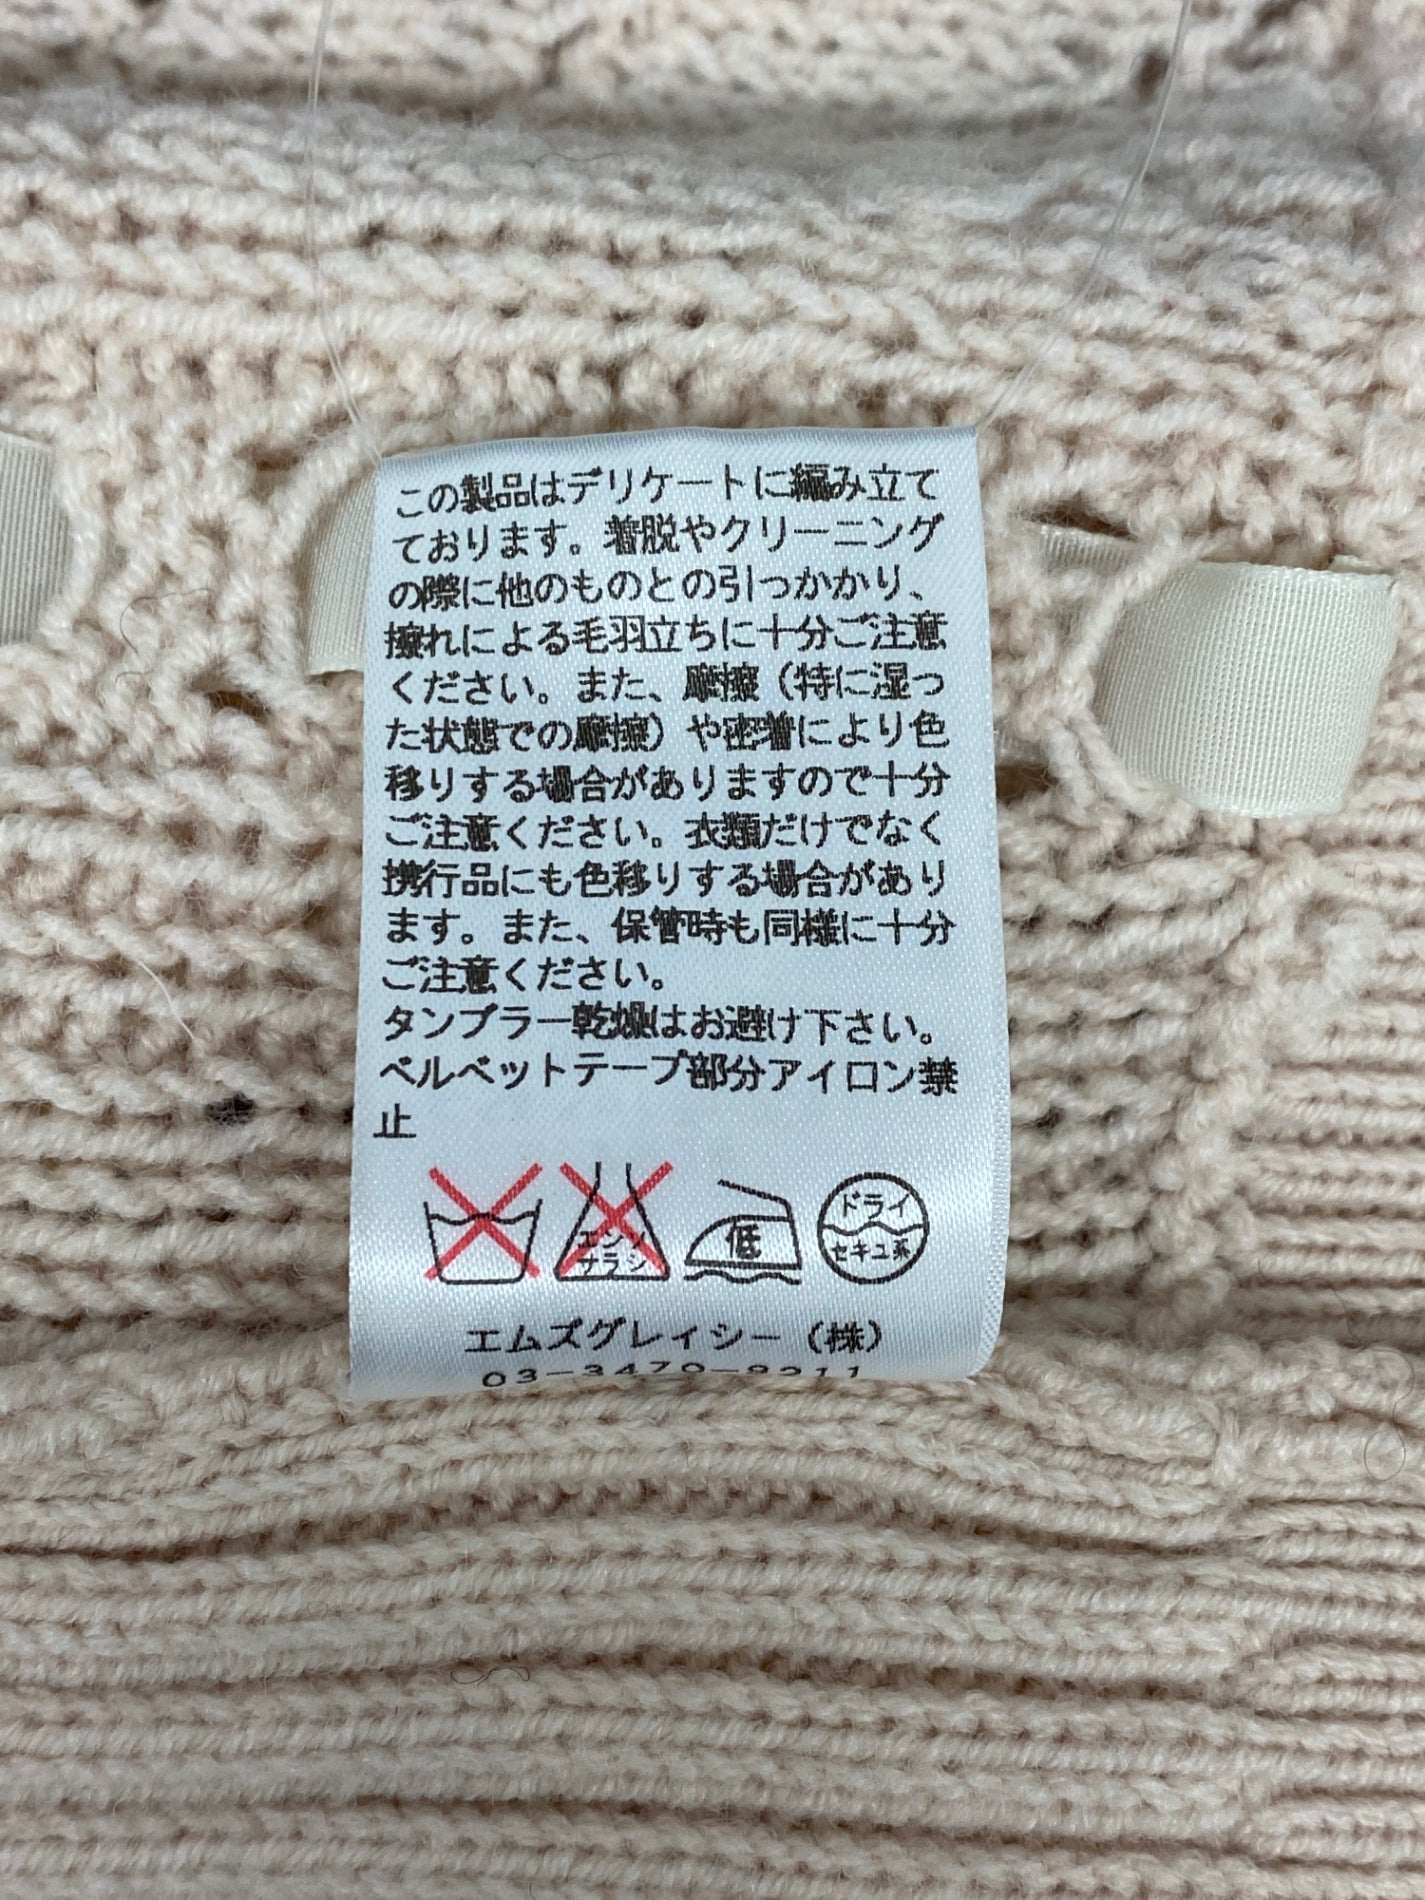 この製品はデリケートに編み立て
ております。着脱やクリーニング
の際に他のものとの引っかかり、
擦れによる毛羽立ちに十分ご注意
ください。また、摩擦（特に湿っ
た状態での摩擦）や密着により色
移りする場合がありますので十分
ご注意ください。衣類だけでなく
携行品にも色移りする場合があり
ます。また、保管時も同様に十分
ご注意ください。
タンブラー乾燥はお避け下さい。
ベルベットテープ部分アイロン禁
止
エンソ
サラシ
低
ドライ
セキユ系
エムズグレイシー（株）
03-3470-9211